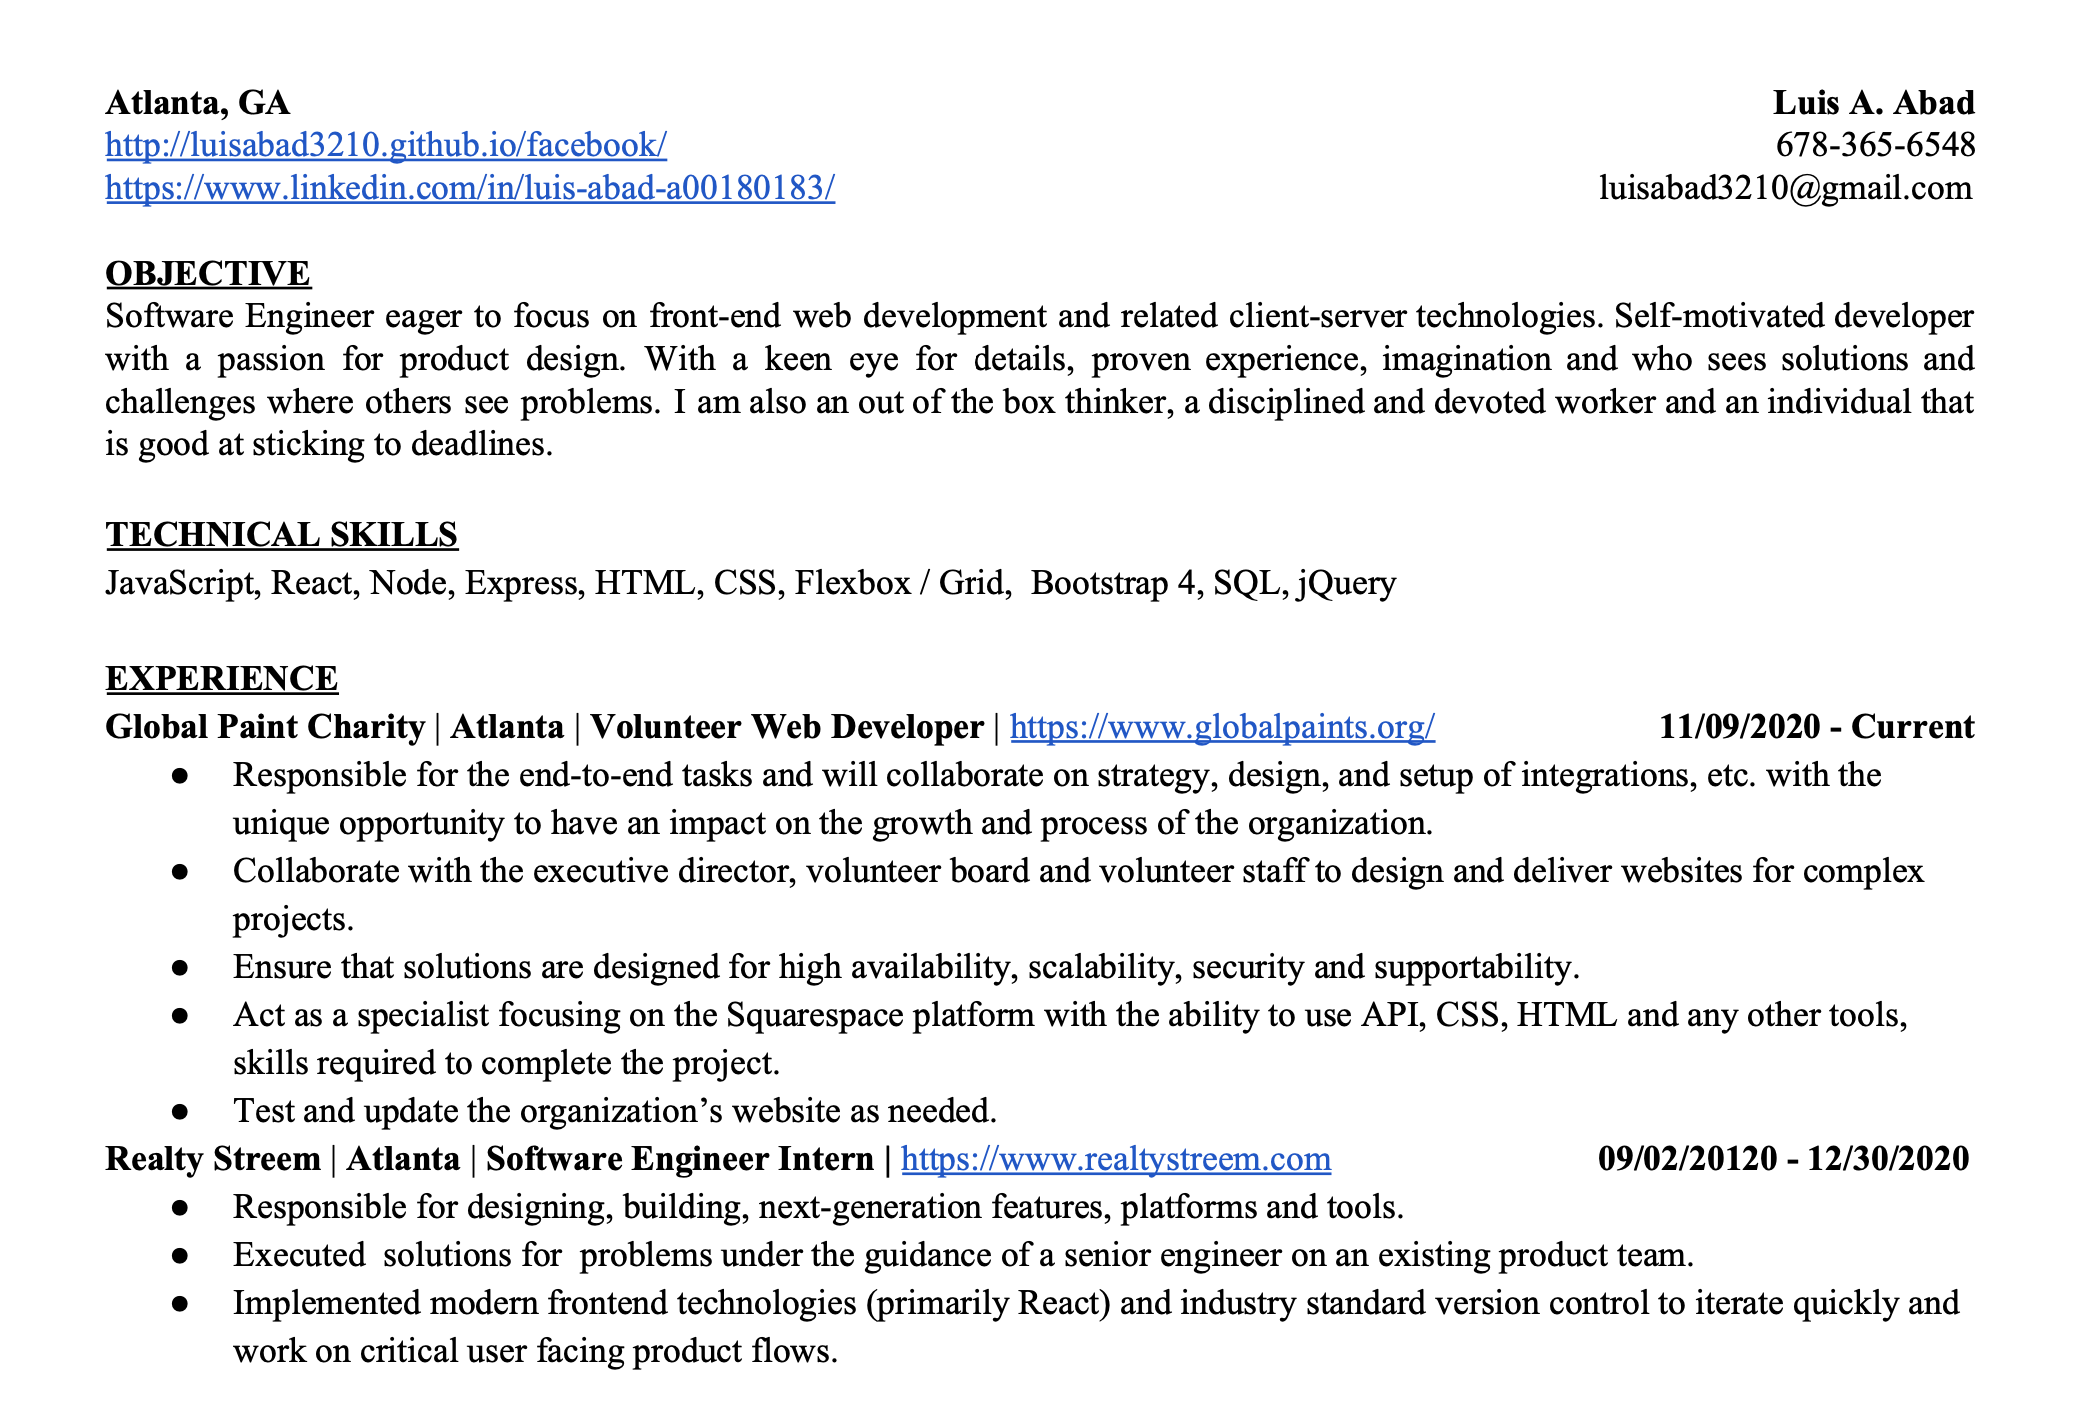 Atlanta, GA Luis A. Abad
http://luisabad3210.github.io/facebook/ 678-365-6548
https://www.linkedin.com/in/luis-abad-a00180183/ luisabad3210@gmail.com
OBJECTIVE
Software Engineer eager to focus on front-end web development and related client-server technologies. Self-motivated developer
with a passion for product design. With a keen eye for details, proven experience, imagination and who sees solutions and
challenges where others see problems. I am also an out of the box thinker, a disciplined and devoted worker and an individual that
is good at sticking to deadlines.
TECHNICAL SKILLS
JavaScript, React, Node, Express, HTML, CSS, Flexbox / Grid,  Bootstrap 4, SQL, jQuery
EXPERIENCE
Global Paint Charity | Atlanta | Volunteer Web Developer | https://www.globalpaints.org/ 11/09/2020 - Current
● Responsible for the end-to-end tasks and will collaborate on strategy, design, and setup of integrations, etc. with the
unique opportunity to have an impact on the growth and process of the organization.
● Collaborate with the executive director, volunteer board and volunteer staff to design and deliver websites for complex
projects.
● Ensure that solutions are designed for high availability, scalability, security and supportability.
● Act as a specialist focusing on the Squarespace platform with the ability to use API, CSS, HTML and any other tools,
skills required to complete the project.
● Test and update the organization’s website as needed.
Realty Streem | Atlanta | Software Engineer Intern | https://www.realtystreem.com 09/02/20120 - 12/30/2020
● Responsible for designing, building, next-generation features, platforms and tools.
● Executed  solutions for  problems under the guidance of a senior engineer on an existing product team.
● Implemented modern frontend technologies (primarily React) and industry standard version control to iterate quickly and
work on critical user facing product flows.